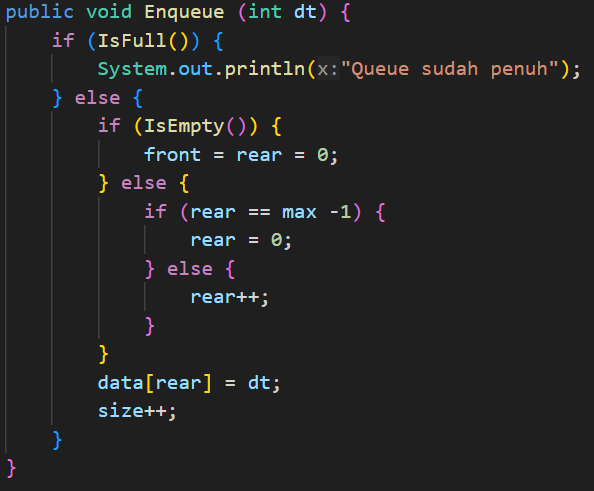 public void Enqueue (int dt) {
    if (IsFull()) {
        System.out.println(x:"Queue sudah penuh");
    } else {
        if (IsEmpty()) {
            front = rear = 0;
        } else {
            if (rear == max -1) {
                rear = 0;
            } else {
                rear++;
            }
        }
        data[rear] = dt;
        size++;
    }
}